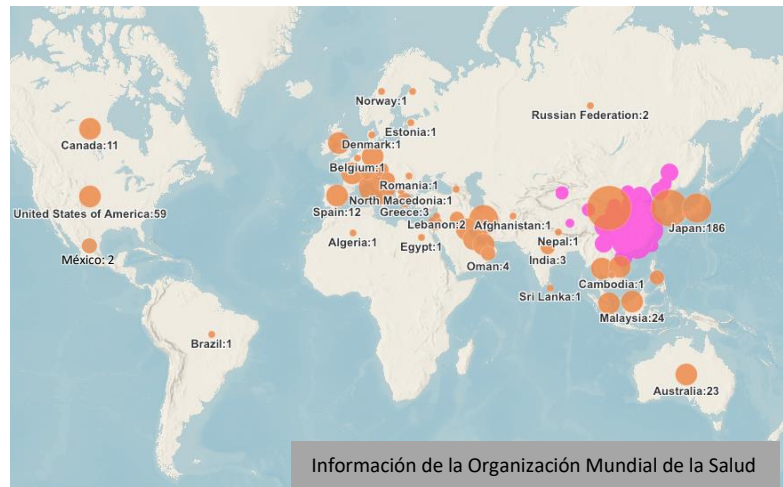 Norway:1
Russian Federation:2
Estonia:1
Canada:11
Denmark:1
Belgium:1
Romania:1
North Macedonia:1
United States of America:59
Spain:12
Greece:3
Lebanon:2
Afghanistan:1
Japan:186
Algeria:1
Egypt:1
Nepal:1
México: 2
India:3
Oman:4
Cambodia:1
Sri Lanka:1
Malaysia:24
Brazil:1
Australia:23
Información de la Organización Mundial de la Salud